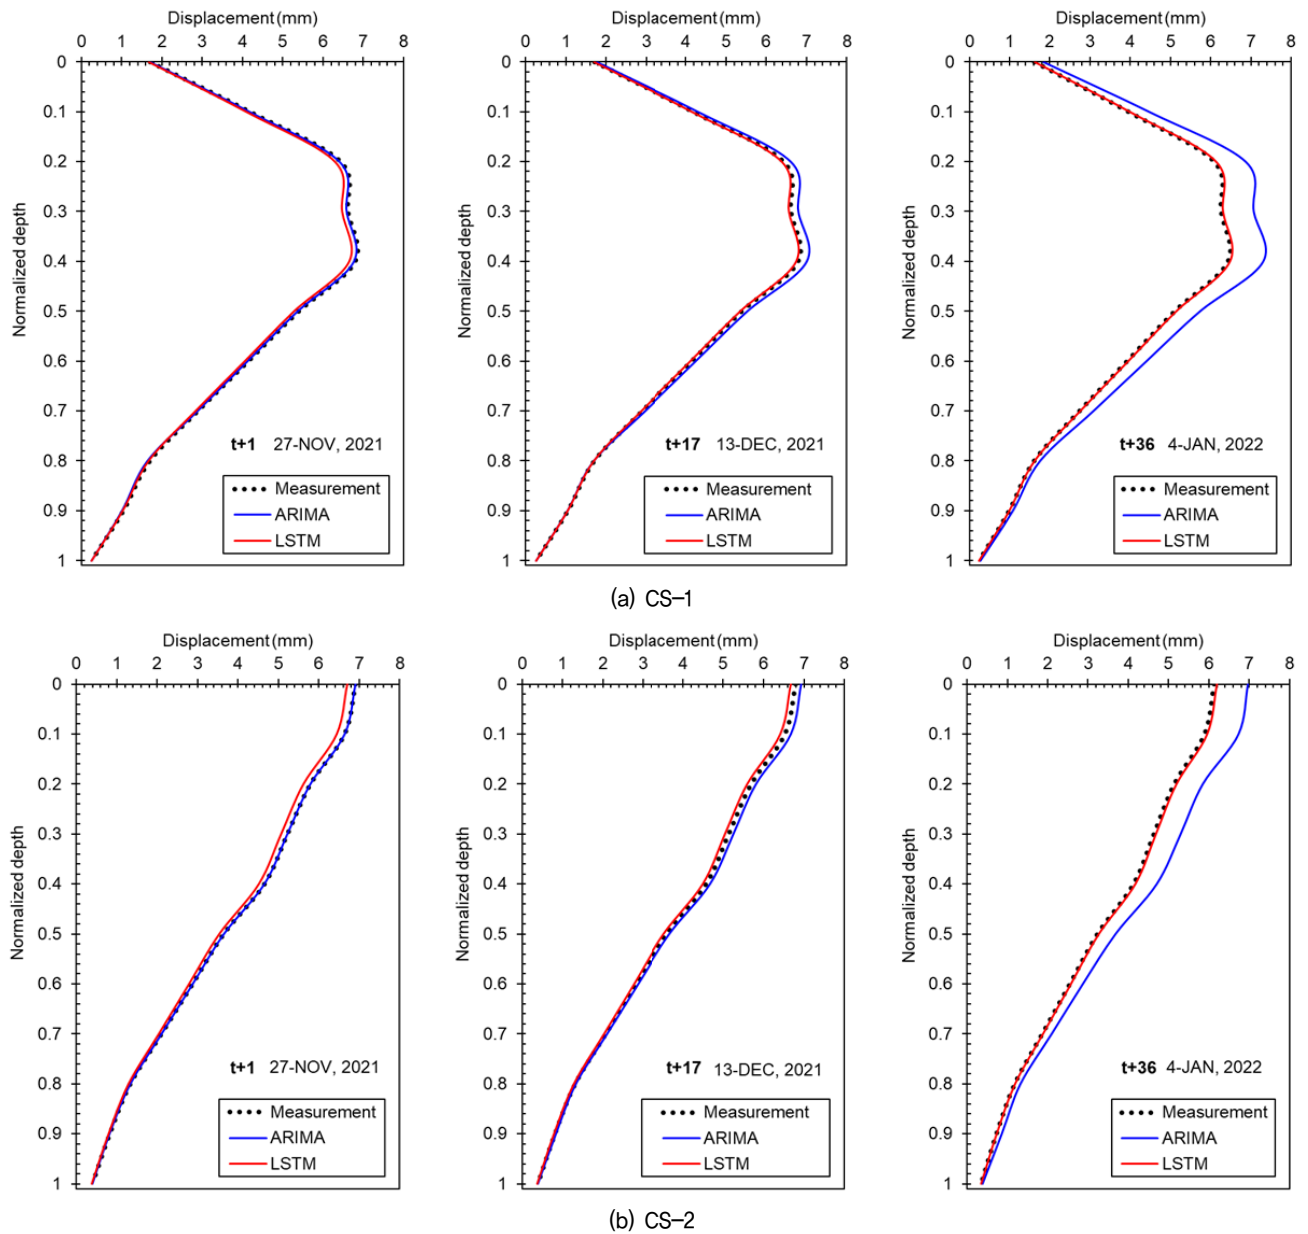 Displacement (mm)
0 1 2 3 4 5 6 7 8
Normalized depth
0
0.1
0.2
0.3
0.4
0.5
0.6
0.7
0.8
0.9
1
t+1 27-NOV, 2021
Measurement
ARIMA
LSTM
Displacement (mm)
0 1 2 3 4 5 6 7 8
Normalized depth
0
0.1
0.2
0.3
0.4
0.5
0.6
0.7
0.8
0.9
1
t+17 13-DEC, 2021
Measurement
ARIMA
LSTM
Displacement (mm)
0 1 2 3 4 5 6 7 8
Normalized depth
0
0.1
0.2
0.3
0.4
0.5
0.6
0.7
0.8
0.9
1
t+36 4-JAN, 2022
Measurement
ARIMA
LSTM
(a) CS-1
Displacement (mm)
0 1 2 3 4 5 6 7 8
Normalized depth
0
0.1
0.2
0.3
0.4
0.5
0.6
0.7
0.8
0.9
1
t+1 27-NOV, 2021
Measurement
ARIMA
LSTM
Displacement (mm)
0 1 2 3 4 5 6 7 8
Normalized depth
0
0.1
0.2
0.3
0.4
0.5
0.6
0.7
0.8
0.9
1
t+17 13-DEC, 2021
Measurement
ARIMA
LSTM
Displacement (mm)
0 1 2 3 4 5 6 7 8
Normalized depth
0
0.1
0.2
0.3
0.4
0.5
0.6
0.7
0.8
0.9
1
t+36 4-JAN, 2022
Measurement
ARIMA
LSTM
(b) CS-2